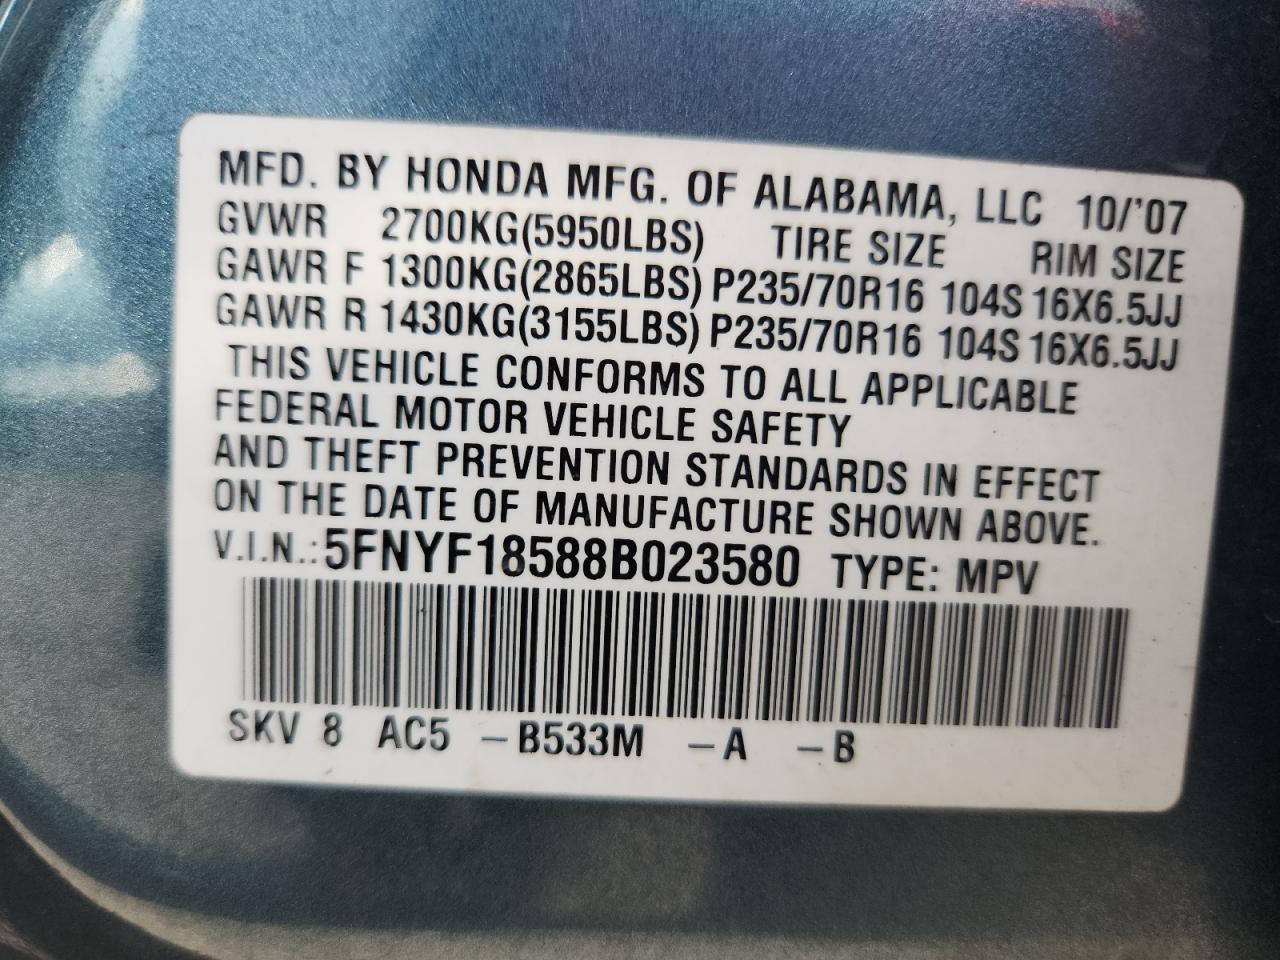 MFD. BY HONDA MFG. OF ALABAMA, LLC 10/'07
GVWR 2700KG(5950LBS) TIRE SIZE RIM SIZE
GAWR F 1300KG(2865LBS) P235/70R16 104S 16X6.5JJ
GAWR R 1430KG(3155LBS) P235/70R16 104S 16X6.5JJ
THIS VEHICLE CONFORMS TO ALL APPLICABLE
FEDERAL MOTOR VEHICLE SAFETY
AND THEFT PREVENTION STANDARDS IN EFFECT
ON THE DATE OF MANUFACTURE SHOWN ABOVE.
V.I.N.: 5FNYF18588B023580 TYPE: MPV
SKV 8 AC5 -B533M -A -B